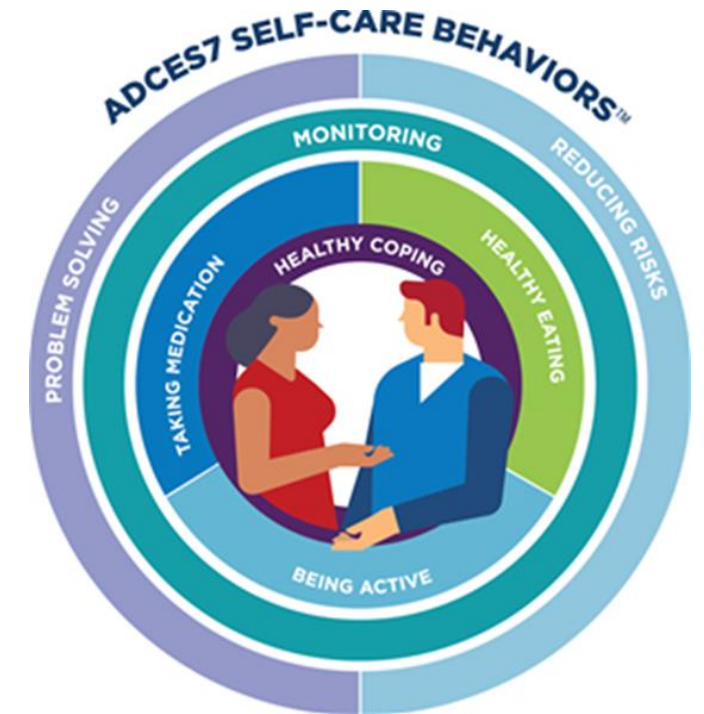 ADCES7 SELF-CARE BEHAVIORS™
PROBLEM SOLVING
REDUCING RISKS
MONITORING
TAKING MEDICATION
HEALTHY EATING
HEALTHY COPING
BEING ACTIVE